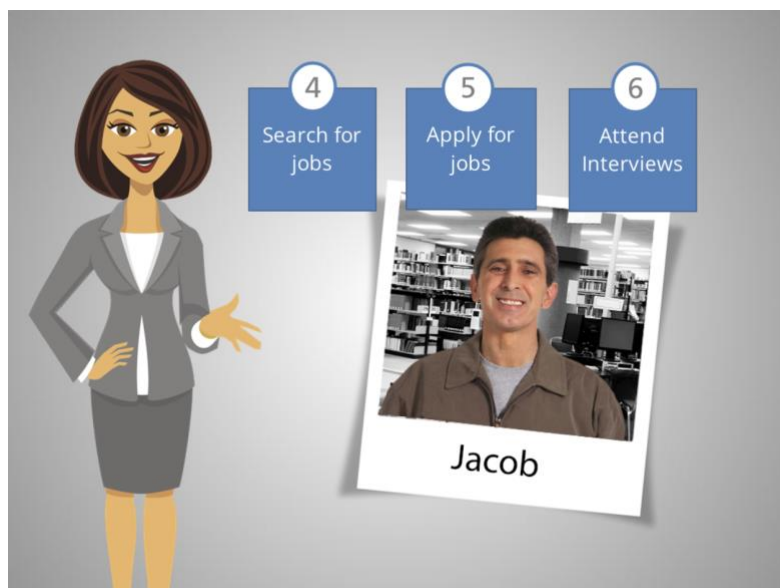 4
Search for
jobs
5
Apply for
jobs
6
Attend
Interviews
Jacob